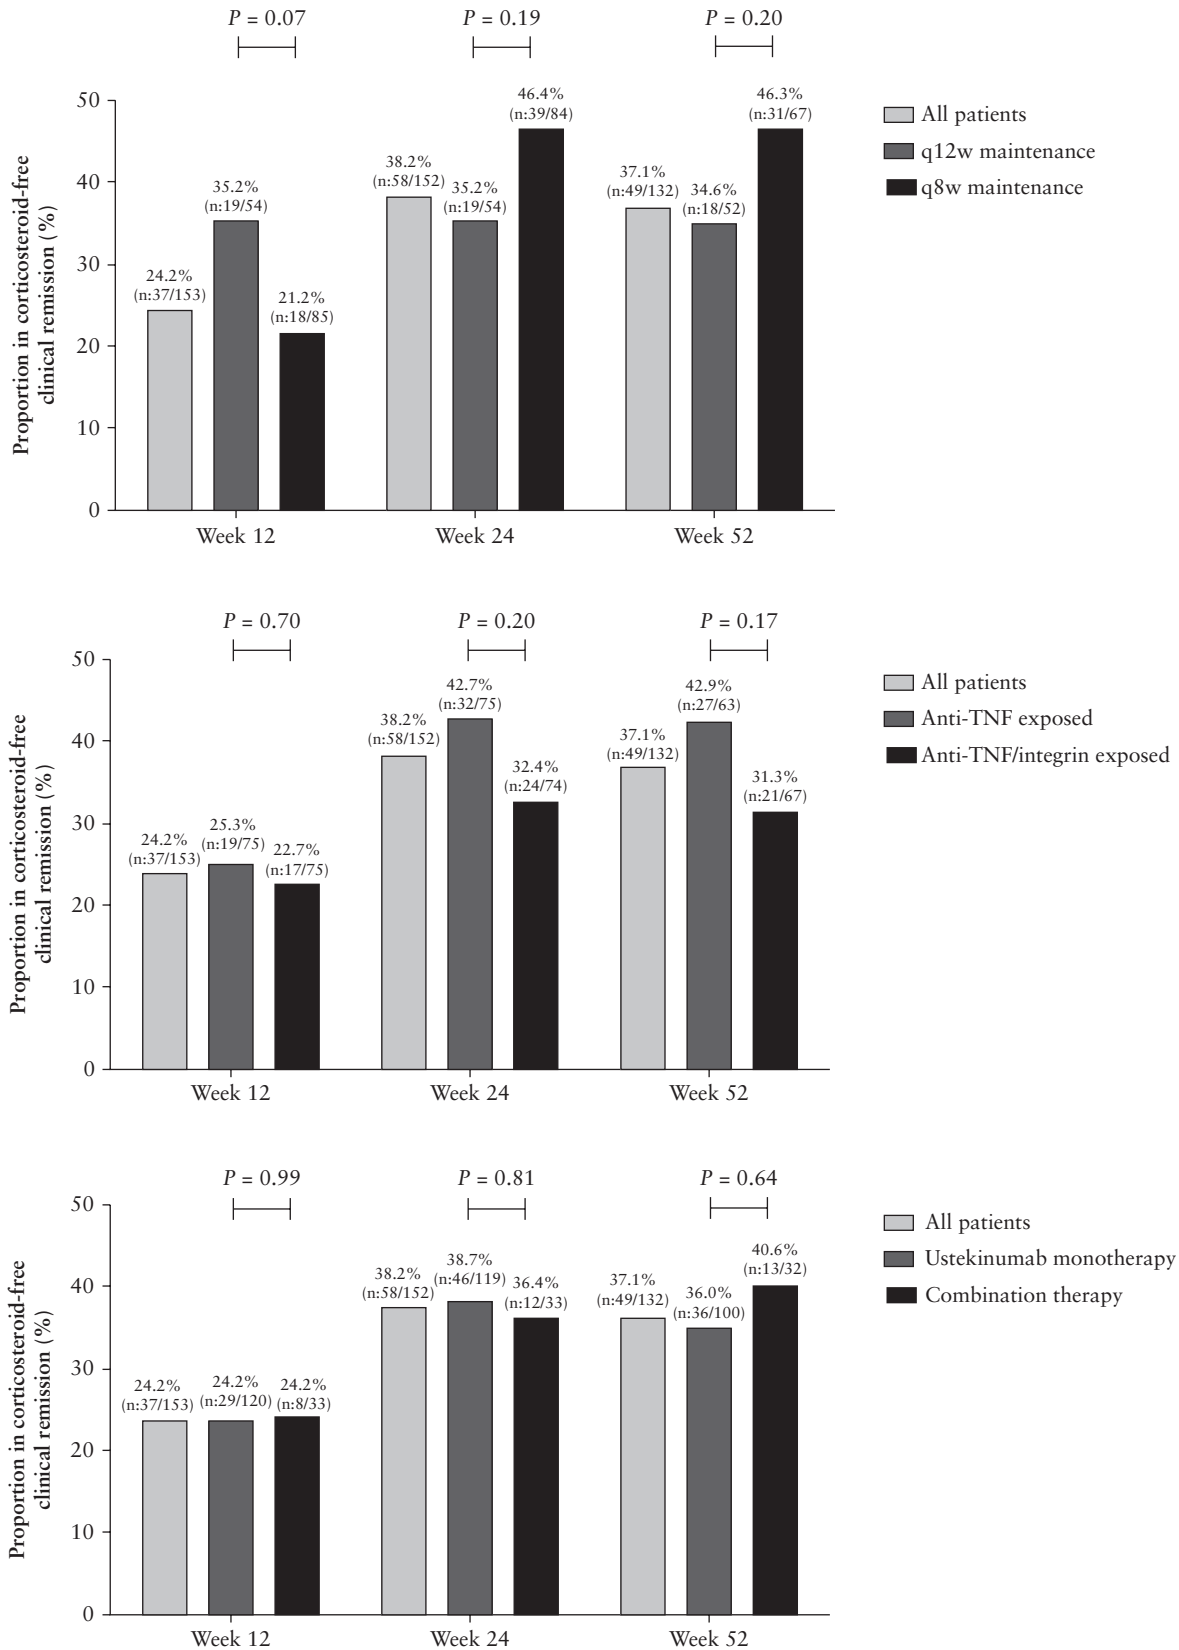 P = 0.07
P = 0.19
P = 0.20
Proportion in corticosteroid-free
clinical remission (%)
50
40
30
20
10
0
24.2%
(n:37/153)
35.2%
(n:19/54)
21.2%
(n:18/85)
38.2%
(n:58/152)
35.2%
(n:19/54)
46.4%
(n:39/84)
37.1%
(n:49/132)
34.6%
(n:18/52)
46.3%
(n:31/67)
Week 12
Week 24
Week 52
All patients
q12w maintenance
q8w maintenance
P = 0.70
P = 0.20
P = 0.17
Proportion in corticosteroid-free
clinical remission (%)
50
40
30
20
10
0
24.2%
(n:37/153)
25.3%
(n:19/75)
22.7%
(n:17/75)
38.2%
(n:58/152)
42.7%
(n:32/75)
32.4%
(n:24/74)
37.1%
(n:49/132)
42.9%
(n:27/63)
31.3%
(n:21/67)
Week 12
Week 24
Week 52
All patients
Anti-TNF exposed
Anti-TNF/integrin exposed
P = 0.99
P = 0.81
P = 0.64
Proportion in corticosteroid-free
clinical remission (%)
50
40
30
20
10
0
24.2%
(n:37/153)
24.2%
(n:29/120)
24.2%
(n:8/33)
38.2%
(n:58/152)
38.7%
(n:46/119)
36.4%
(n:12/33)
37.1%
(n:49/132)
36.0%
(n:36/100)
40.6%
(n:13/32)
Week 12
Week 24
Week 52
All patients
Ustekinumab monotherapy
Combination therapy